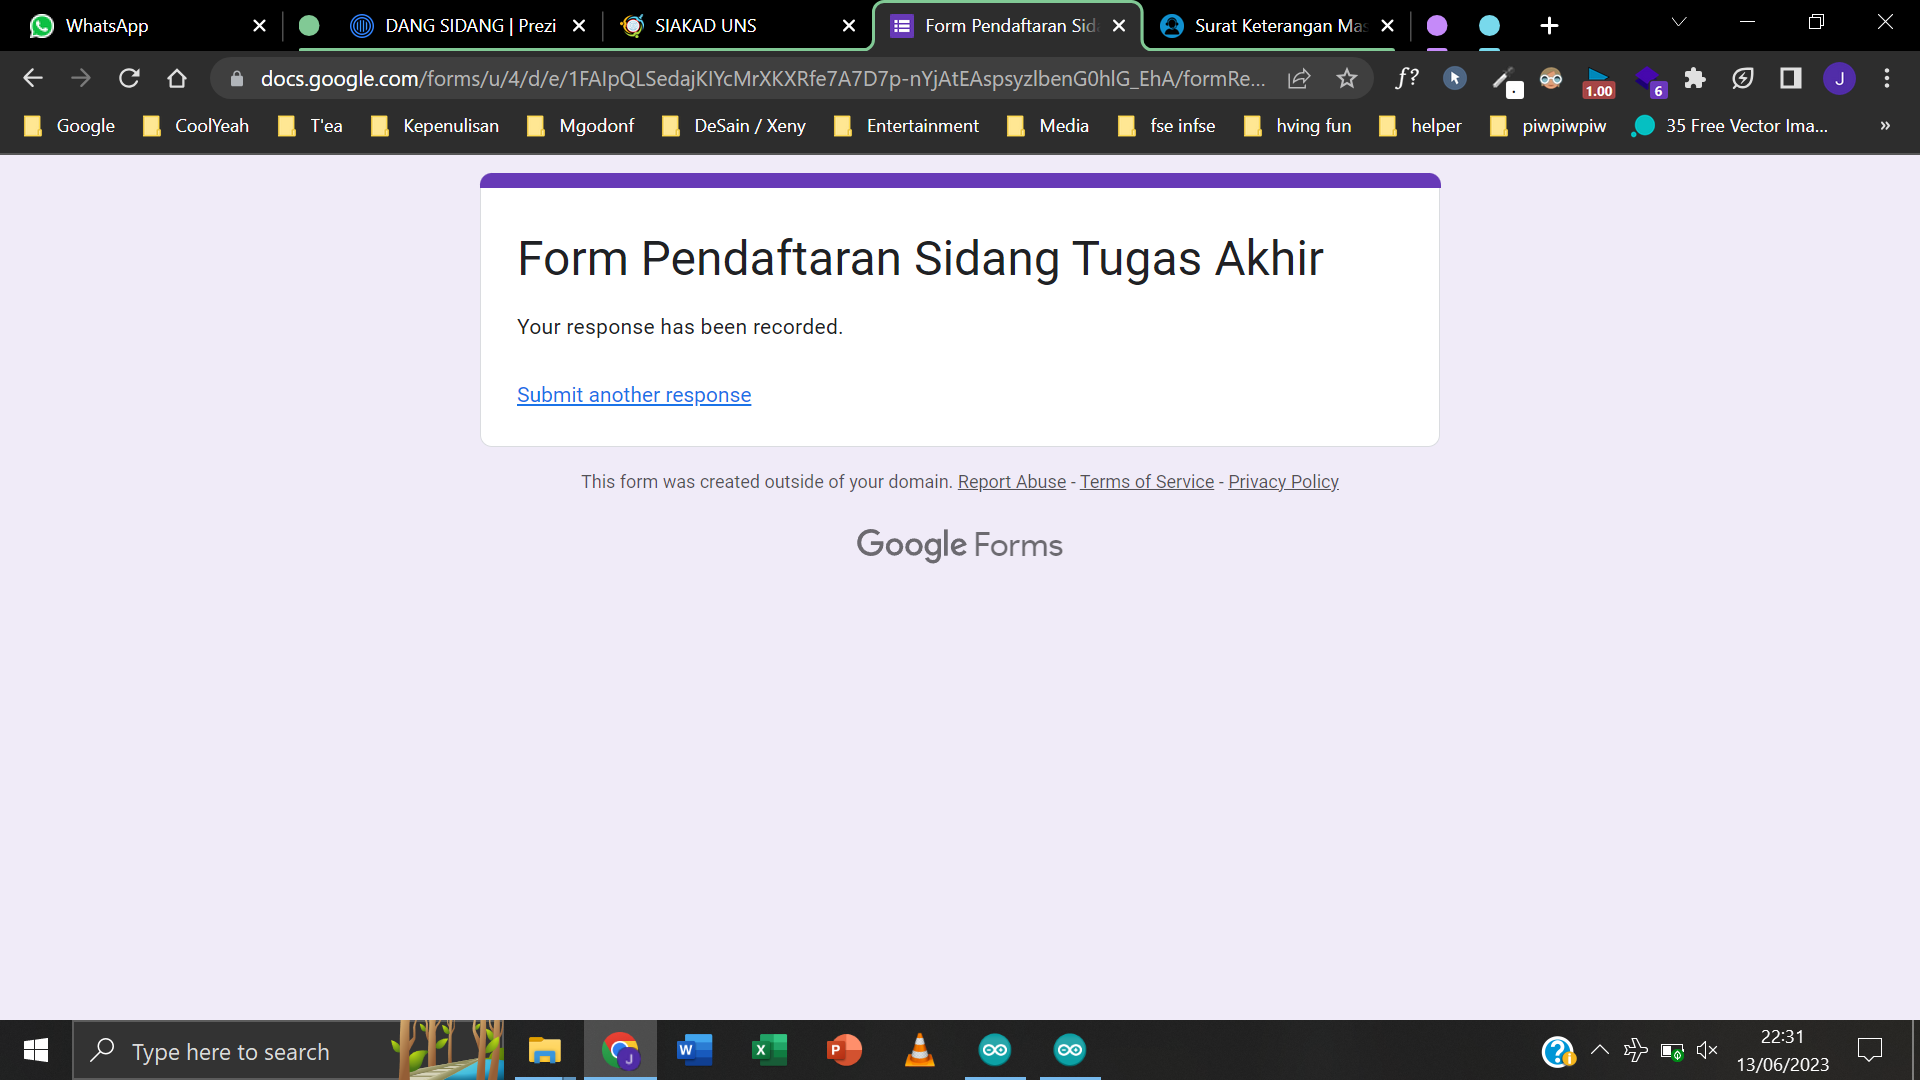 WhatsApp
DANG SIDANG | Prezi
SIAKAD UNS
Form Pendaftaran Sid
Surat Keterangan Mas
docs.google.com/forms/u/4/d/e/1FAIpQLSedajKIYcMrXKXRfe7A7D7p-nYjAtEAspsyzlbenG0hlG_EhA/formRe...
f?
1.00
6
J
Google
CoolYeah
T'ea
Kepenulisan
Mgodonf
DeSain / Xeny
Entertainment
Media
fse infse
hving fun
helper
piwpiwpiw
35 Free Vector Ima...
»
Form Pendaftaran Sidang Tugas Akhir
Your response has been recorded.
Submit another response
This form was created outside of your domain. Report Abuse - Terms of Service - Privacy Policy
Google Forms
Type here to search
22:31
13/06/2023